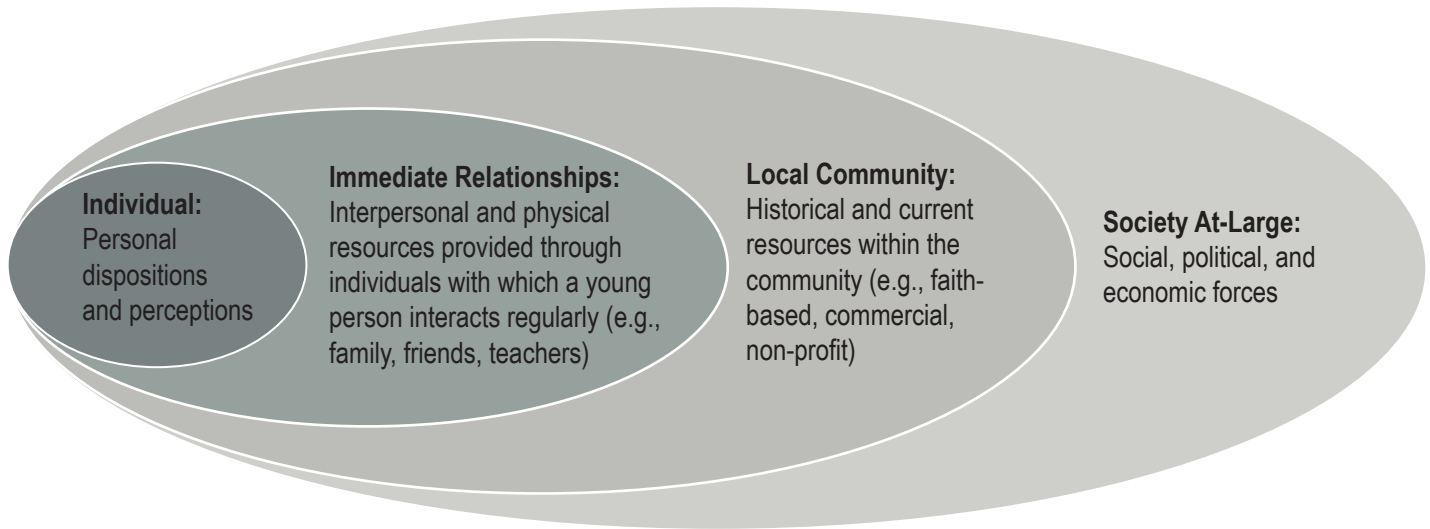 Individual:
Personal
dispositions
and perceptions
Immediate Relationships:
Interpersonal and physical
resources provided through
individuals with which a young
person interacts regularly (e.g.,
family, friends, teachers)
Local Community:
Historical and current
resources within the
community (e.g., faith-
based, commercial,
non-profit)
Society At-Large:
Social, political, and
economic forces